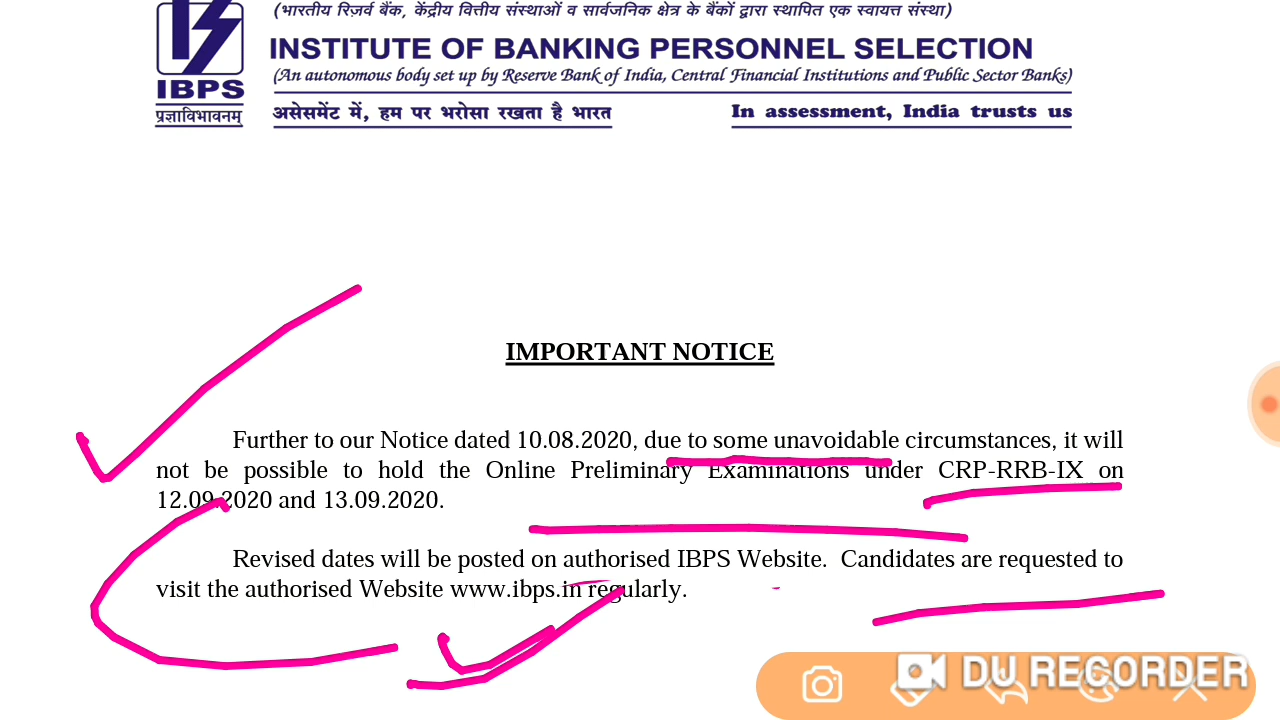 (भारतीय रिज़र्व बैंक, केंद्रीय वित्तीय संस्थाओं व सार्वजनिक क्षेत्र के बैंकों द्वारा स्थापित एक स्वायत्त संस्था)
INSTITUTE OF BANKING PERSONNEL SELECTION
(An autonomous body set up by Reserve Bank of India, Central Financial Institutions and Public Sector Banks)
IBPS
प्रज्ञाविभावनम्
असेसमेंट में, हम पर भरोसा रखता है भारत
In assessment, India trusts us
IMPORTANT NOTICE
Further to our Notice dated 10.08.2020, due to some unavoidable circumstances, it will
not be possible to hold the Online Preliminary Examinations under CRP-RRB-IX on
12.09.2020 and 13.09.2020.
Revised dates will be posted on authorised IBPS Website. Candidates are requested to
visit the authorised Website www.ibps.in regularly.
DU RECORDER